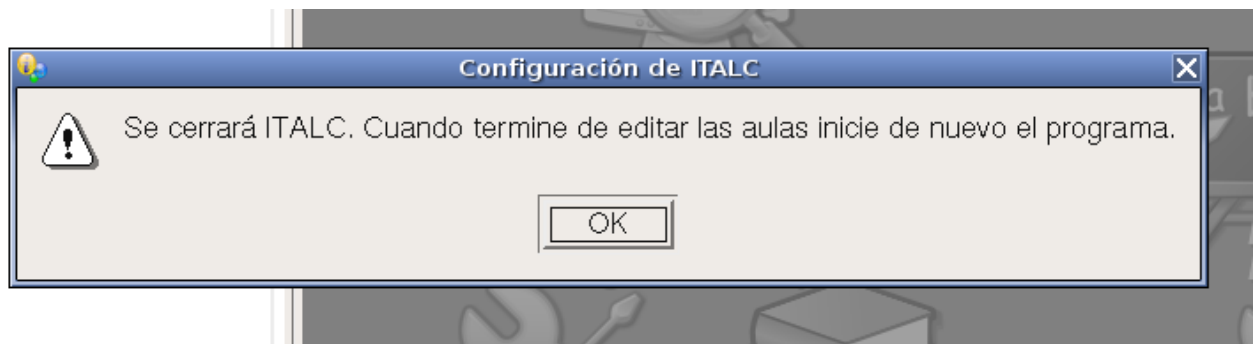 Configuración de ITALC
Se cerrará ITALC. Cuando termine de editar las aulas inicie de nuevo el programa.
OK
a